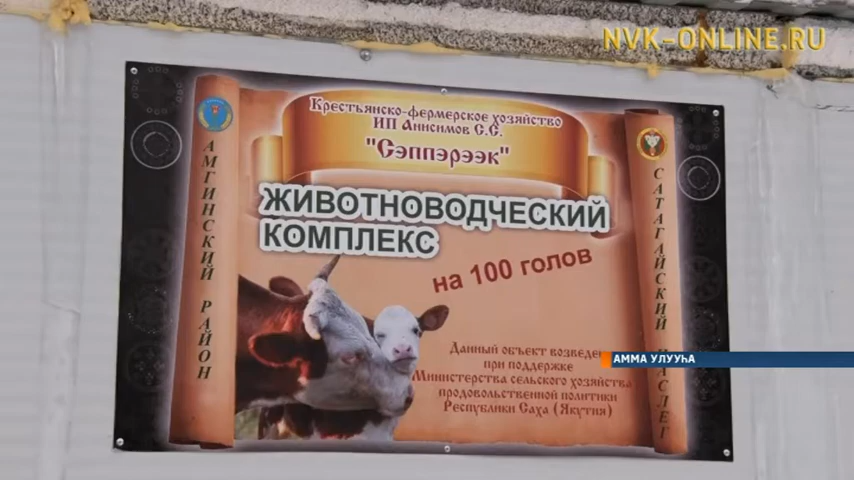 NVK-ONLINE.RU
Крестьянско-фермерское хозяйство
ИП Аннсимов С.С.
"Сэппэрээк"
ЖИВОТНОВОДЧЕСКИЙ
КОМПЛЕКС
на 100 голов
АМГИНСКИЙ РАЙОН
САТАГАЙСКИЙ НАСЛЕГ
Данный объект возведен
при поддержке
Министерства сельского хозяйства
продовольственной политики
Республики Саха (Якутия)
АММА УЛУУҺА